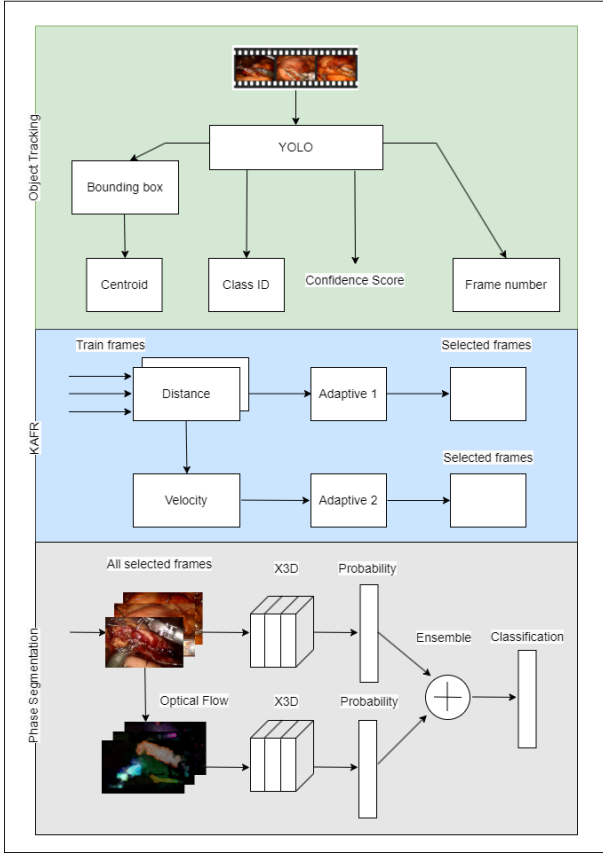 Object Tracking
YOLO
Bounding box
Centroid
Class ID
Confidence Score
Frame number
KAFR
Train frames
Selected frames
Distance
Adaptive 1
Selected frames
Velocity
Adaptive 2
Phase Segmentation
All selected frames
X3D
Probability
Ensemble
Classification
Optical Flow
X3D
Probability